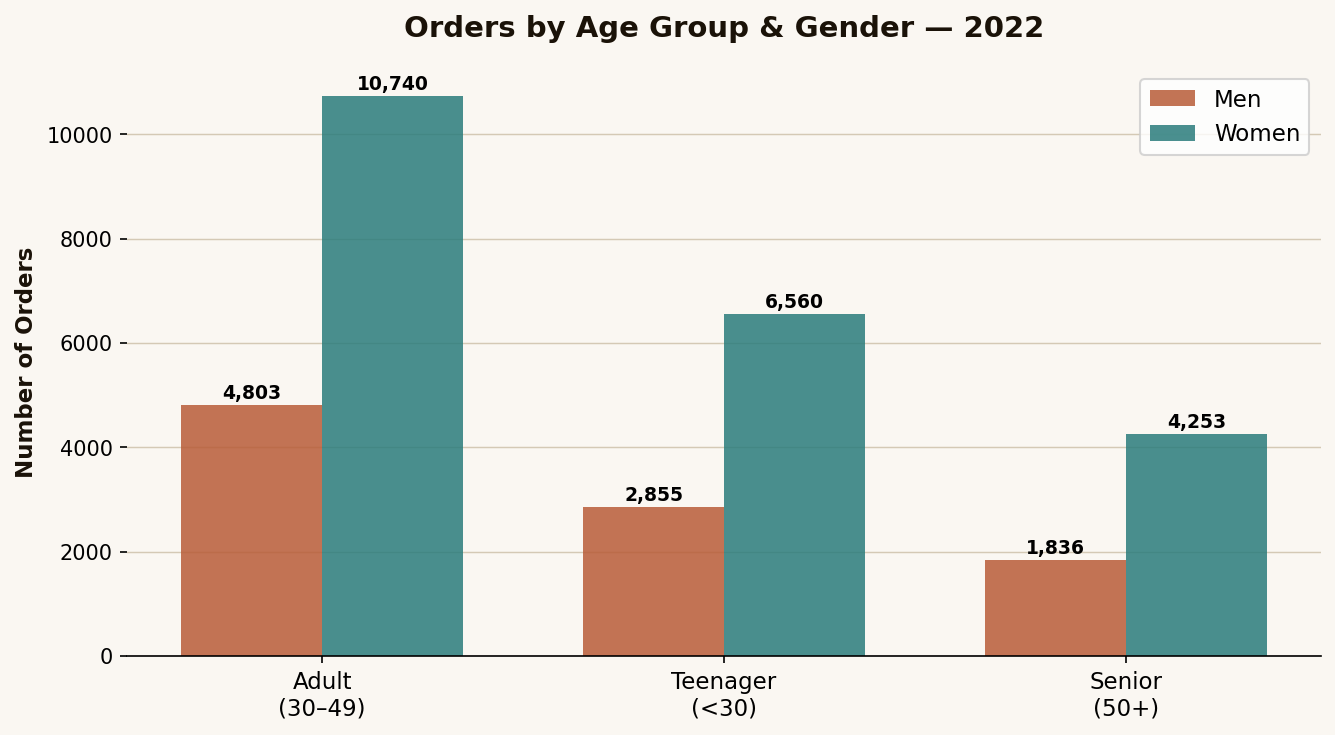 Orders by Age Group & Gender — 2022
Men
Women
Number of Orders
10000
8000
6000
4000
2000
0
4,803
10,740
2,855
6,560
1,836
4,253
Adult
(30–49)
Teenager
(<30)
Senior
(50+)